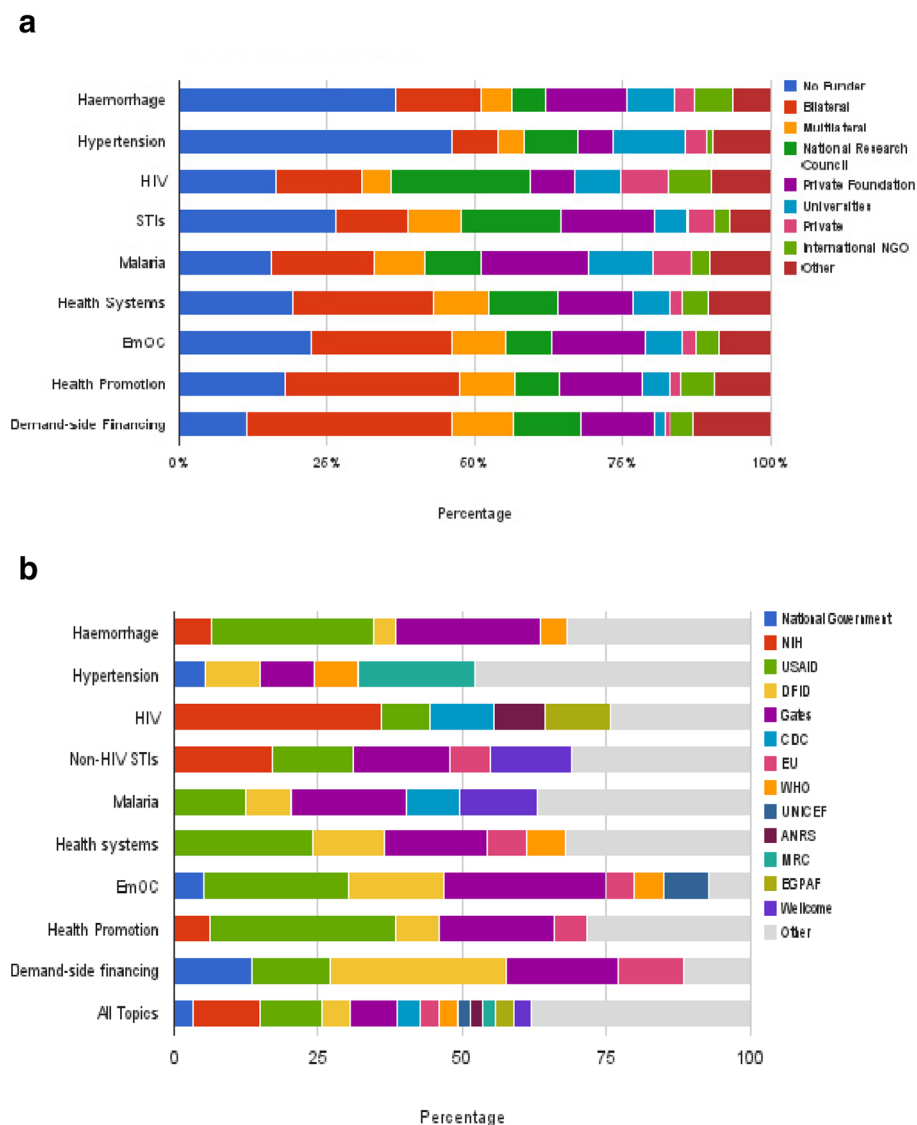 a
Haemorrhage
Hypertension
HIV
STIs
Malaria
Health Systems
EmOC
Health Promotion
Demand-side Financing
0% 25% 50% 75% 100%
Percentage
No Funder
Bilateral
Multilateral
National Research
Council
Private Foundation
Universities
Private
International NGO
Other
b
Haemorrhage
Hypertension
HIV
Non-HIV STIs
Malaria
Health systems
EmOC
Health Promotion
Demand-side financing
All Topics
0 25 50 75 100
Percentage
National Government
NIH
USAID
DFID
Gates
CDC
EU
WHO
UNICEF
ANRS
MRC
EGPAF
Wellcome
Other